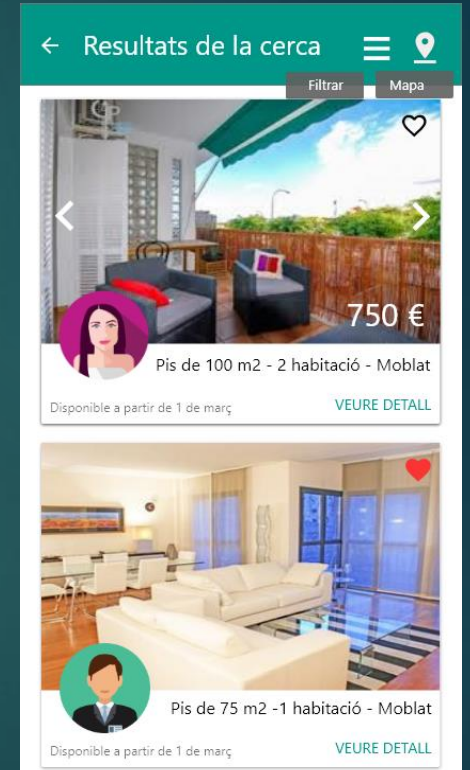 Resultats de la cerca
Filtrar
Mapa
750 €
Pis de 100 m2 - 2 habitació - Moblat
Disponible a partir de 1 de març
VEURE DETALL
Pis de 75 m2 -1 habitació - Moblat
Disponible a partir de 1 de març
VEURE DETALL